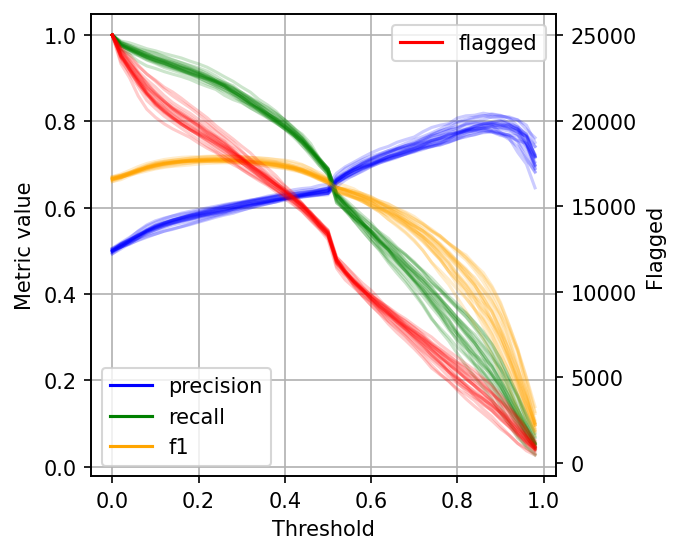 flagged
1.0
0.8
0.6
0.4
0.2
0.0
Metric value
25000
20000
15000
10000
5000
0
Flagged
precision
recall
f1
0.0 0.2 0.4 0.6 0.8 1.0
Threshold